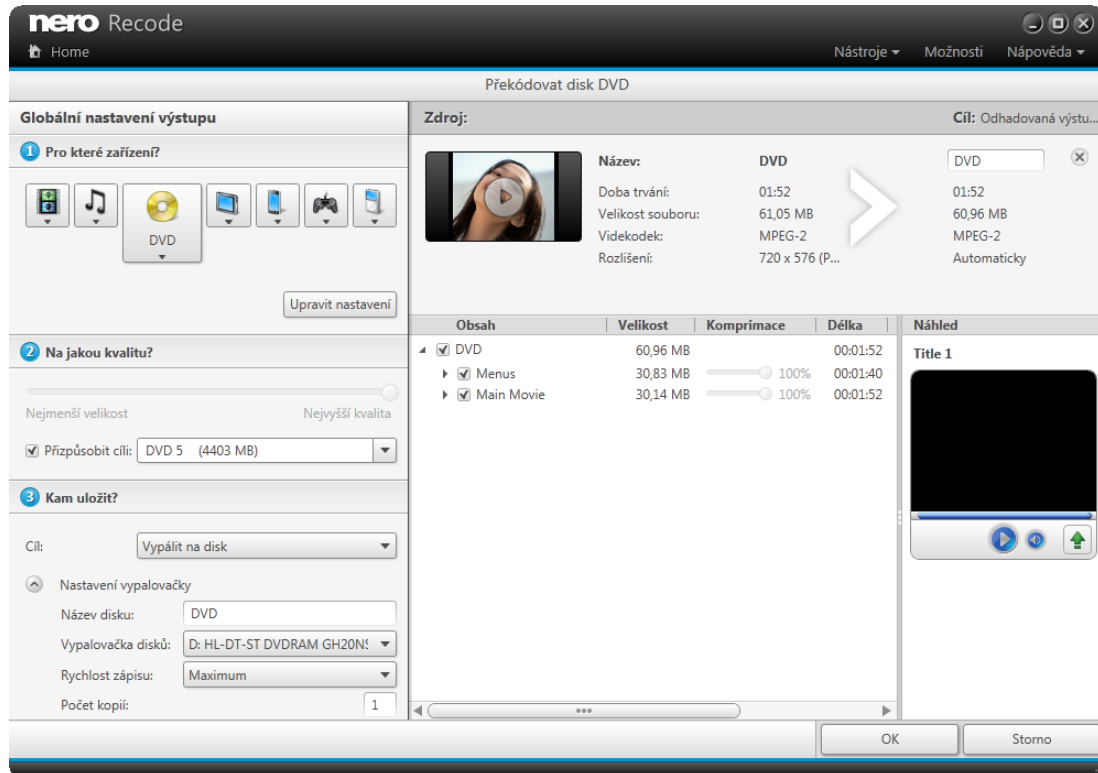 nero Recode
Home
Nástroje
Možnosti
Nápověda
Překódovat disk DVD
Globální nastavení výstupu
1 Pro které zařízení?
DVD
Upravit nastavení
2 Na jakou kvalitu?
Nejmenší velikost
Nejvyšší kvalita
Přizpůsobit cíli: DVD 5 (4403 MB)
3 Kam uložit?
Cíl: Vypálit na disk
Nastavení vypalovačky
Název disku: DVD
Vypalovačka disků: D: HL-DT-ST DVDRAM GH20NS
Rychlost zápisu: Maximum
Počet kopií: 1
Zdroj:
Cíl: Odhadovaná výstu...
Název: DVD DVD
Doba trvání: 01:52 01:52
Velikost souboru: 61,05 MB 60,96 MB
Videkodek: MPEG-2 MPEG-2
Rozlišení: 720 x 576 (P... Automaticky
Obsah Velikost Komprimace Délka
DVD 60,96 MB 00:01:52
Menus 30,83 MB 100% 00:01:40
Main Movie 30,14 MB 100% 00:01:52
Náhled
Title 1
OK
Storno